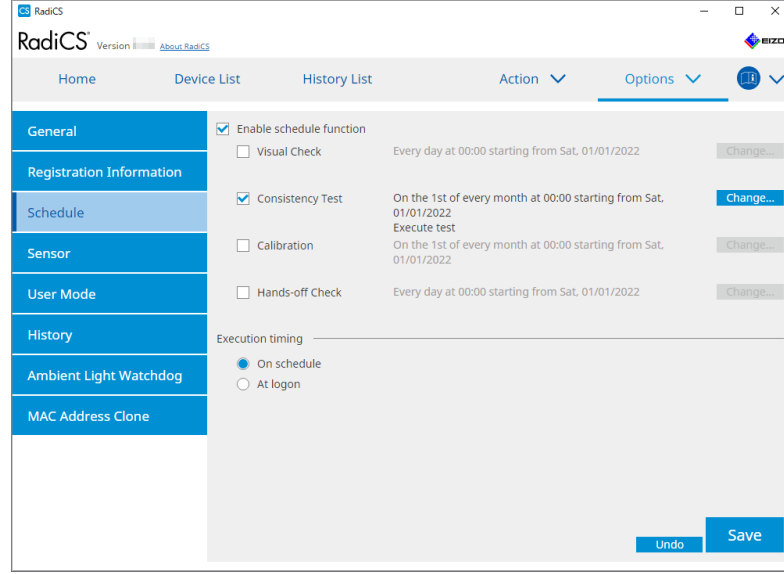 CS RadiCS
RadiCS® Version About RadiCS
EIZO
Home Device List History List Action Options
General
Registration Information
Schedule
Sensor
User Mode
History
Ambient Light Watchdog
MAC Address Clone
Enable schedule function
Visual Check Every day at 00:00 starting from Sat, 01/01/2022 Change...
Consistency Test On the 1st of every month at 00:00 starting from Sat, Change...
01/01/2022
Execute test
Calibration On the 1st of every month at 00:00 starting from Sat, Change...
01/01/2022
Hands-off Check Every day at 00:00 starting from Sat, 01/01/2022 Change...
Execution timing
On schedule
At logon
Undo Save